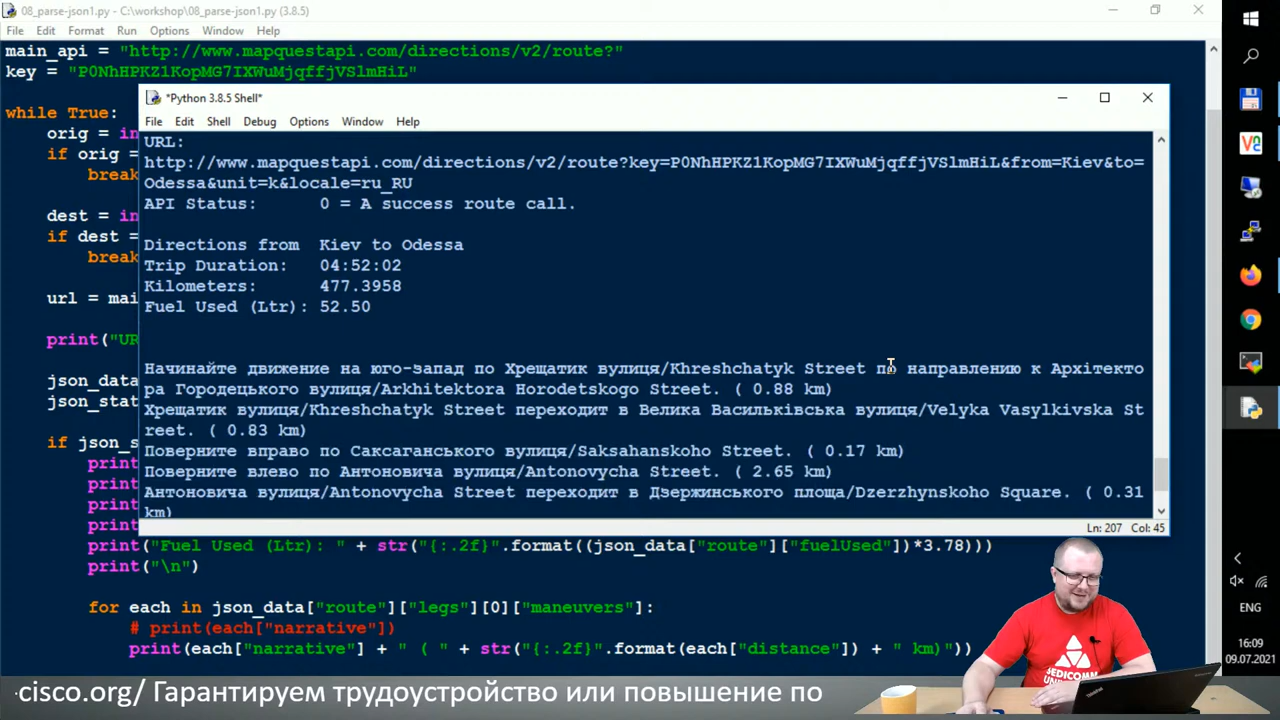 08_parse-json1.py - C:\workshop\08_parse-json1.py (3.8.5)
File Edit Format Run Options Window Help
main_api = "http://www.mapquestapi.com/directions/v2/route?"
key = "P0NhHPKZ1KopMG7IXWuMjqffjVSlmHiL"
while True:
orig = in
if orig =
break
dest = in
if dest =
break
url = mai
print("UR
json_data
json_stat
if json_s
print
print
print
print
*Python 3.8.5 Shell*
File Edit Shell Debug Options Window Help
URL:
http://www.mapquestapi.com/directions/v2/route?key=P0NhHPKZ1KopMG7IXWuMjqffjVSlmHiL&from=Kiev&to=
Odessa&unit=k&locale=ru_RU
API Status: 0 = A success route call.
Directions from Kiev to Odessa
Trip Duration: 04:52:02
Kilometers: 477.3958
Fuel Used (Ltr): 52.50
Начинайте движение на юго-запад по Хрещатик вулиця/Khreshchatyk Street по направлению к Архітекто
ра Городецького вулиця/Arkhitektora Horodetskogo Street. ( 0.88 km)
Хрещатик вулиця/Khreshchatyk Street переходит в Велика Васильківська вулиця/Velyka Vasylkivska St
reet. ( 0.83 km)
Поверните вправо по Саксаганського вулиця/Saksahanskoho Street. ( 0.17 km)
Поверните влево по Антоновича вулиця/Antonovycha Street. ( 2.65 km)
Антоновича вулиця/Antonovycha Street переходит в Дзержинського площа/Dzerzhynskoho Square. ( 0.31
km)
Ln: 207 Col: 45
print("Fuel Used (Ltr): " + str("{:.2f}".format((json_data["route"]["fuelUsed"])*3.78)))
print("\n")
for each in json_data["route"]["legs"][0]["maneuvers"]:
# print(each["narrative"])
print(each["narrative"] + " ( " + str("{:.2f}".format(each["distance"]) + " km)"))
ENG
16:09
09.07.2021
SEDICOMM
cisco.org/ Гарантируем трудоустройство или повышение по